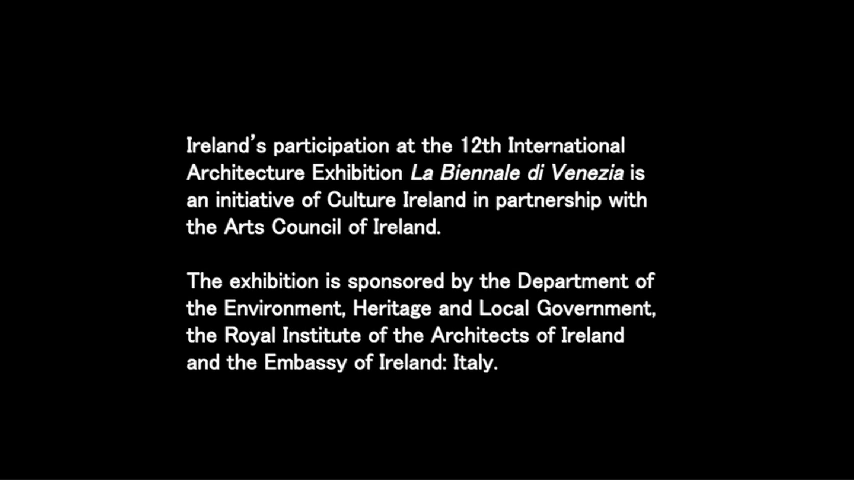 Ireland's participation at the 12th International
Architecture Exhibition La Biennale di Venezia is
an initiative of Culture Ireland in partnership with
the Arts Council of Ireland.
The exhibition is sponsored by the Department of
the Environment, Heritage and Local Government,
the Royal Institute of the Architects of Ireland
and the Embassy of Ireland: Italy.